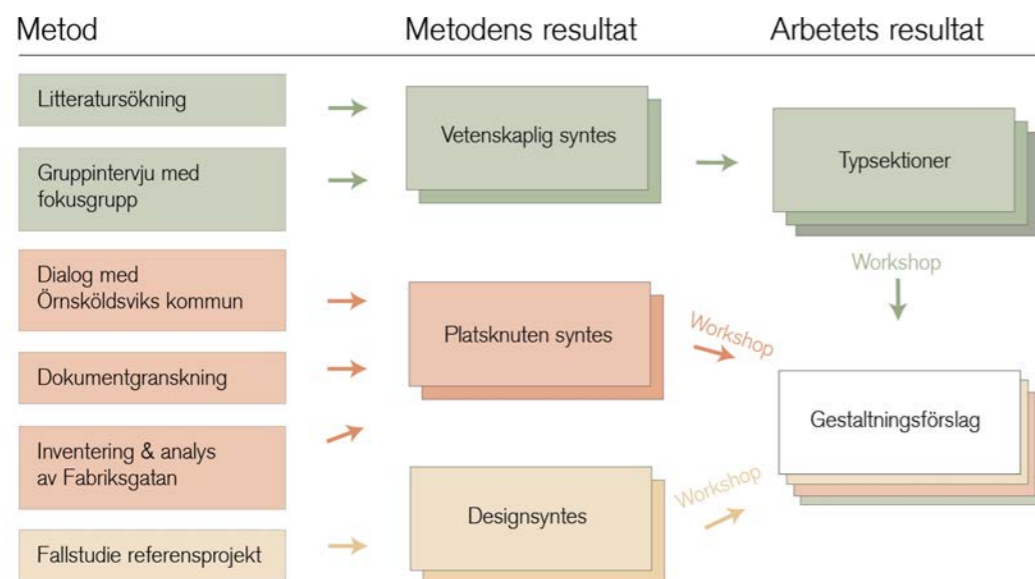 Metod
Metodens resultat
Arbetets resultat
Litteratursökning
Gruppintervju med
fokusgrupp
Dialog med
Örnsköldsviks kommun
Dokumentgranskning
Inventering & analys
av Fabriksgatan
Fallstudie referensprojekt
Vetenskaplig syntes
Platsknuten syntes
Designsyntes
Typsektioner
Workshop
Workshop
Workshop
Gestaltningsförslag